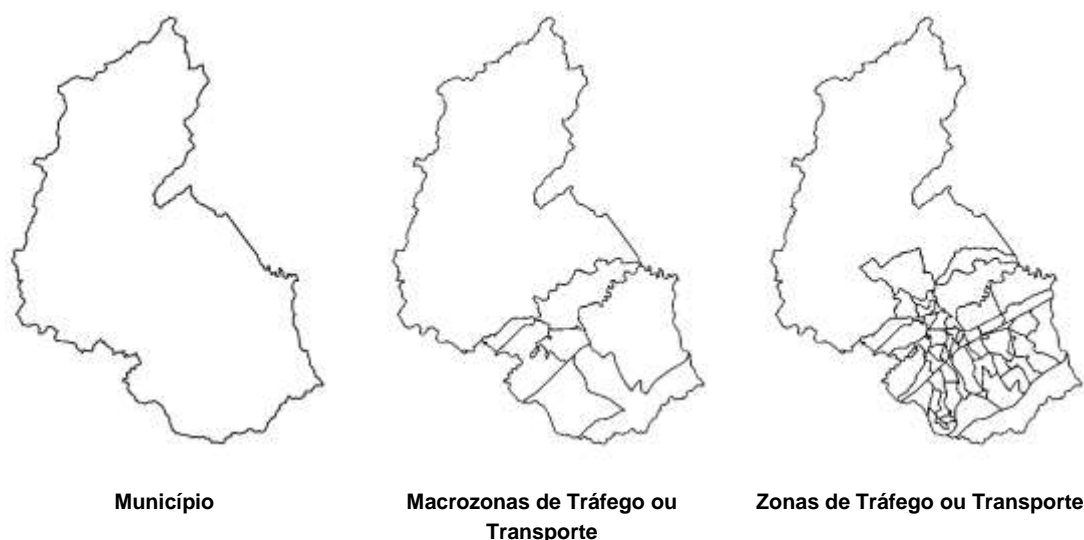 Município
Macrozonas de Tráfego ou
Transporte
Zonas de Tráfego ou Transporte